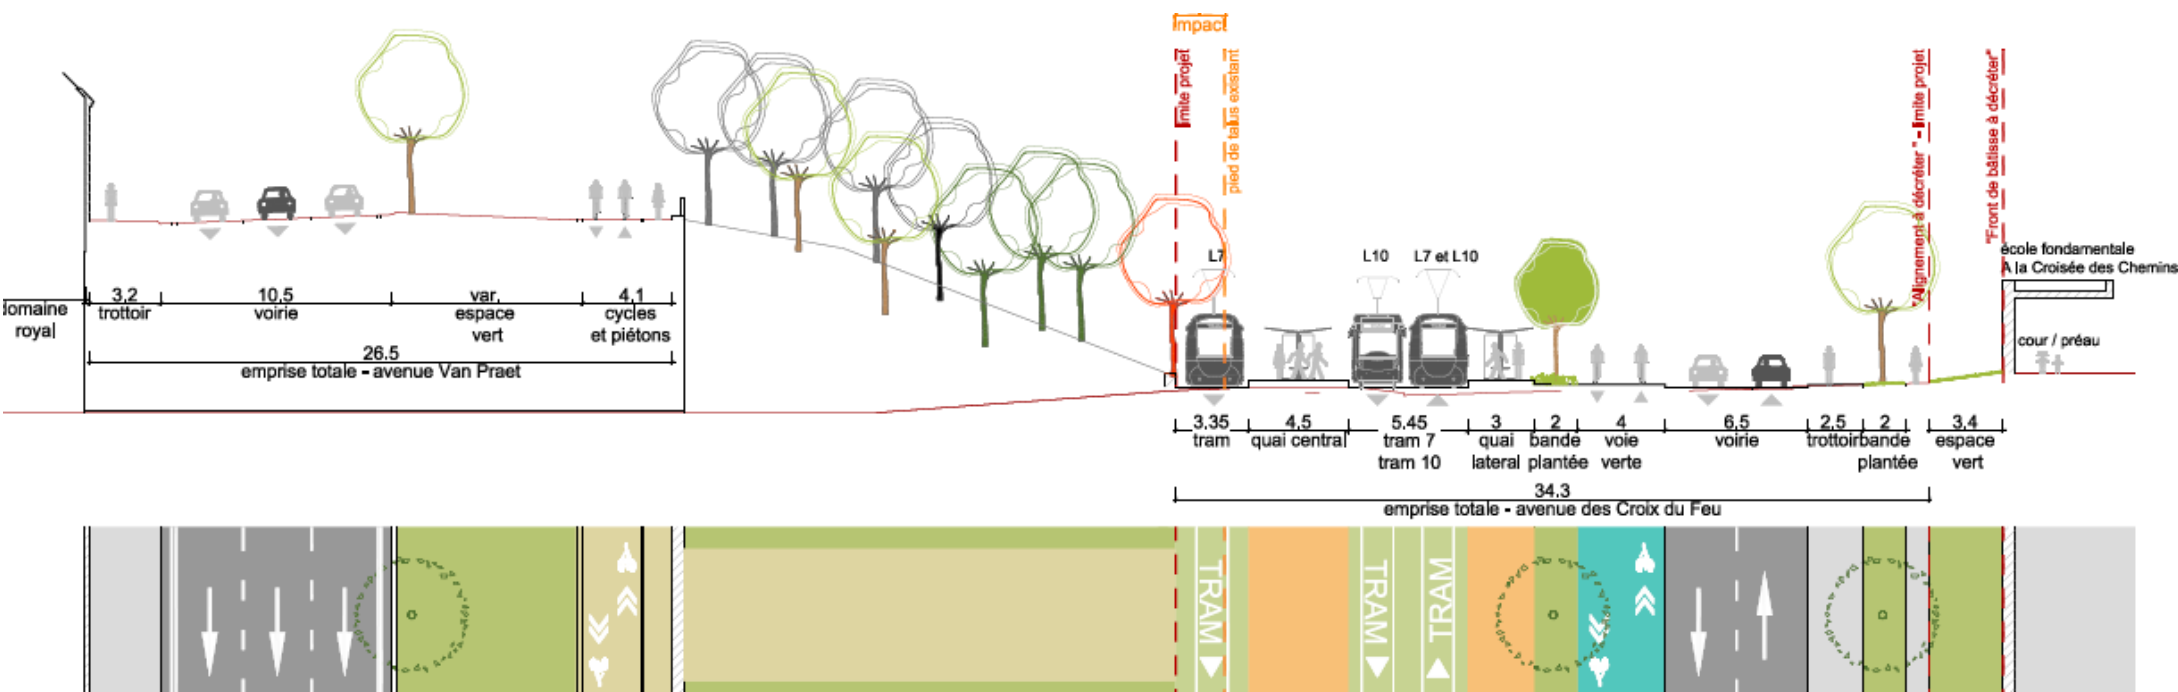 Impact
limite projet
pied de talus existant
"Alignement à décréter" - limite projet
"Front de bâtisse à décréter"
L7
L10
L7 et L10
école fondamentale
A la Croisée des Chemins
cour / préau
domaine
royal
3,2
trottoir
10,5
voirie
var.
espace
vert
4,1
cycles
et piétons
26.5
emprise totale - avenue Van Praet
3,35
tram
4,5
quai central
5,45
tram 7
tram 10
3
quai
lateral
2
bande
plantée
4
voie
verte
6,5
voirie
2,5
trottoir
2
bande
plantée
3,4
espace
vert
34.3
emprise totale - avenue des Croix du Feu
TRAM
TRAM
TRAM